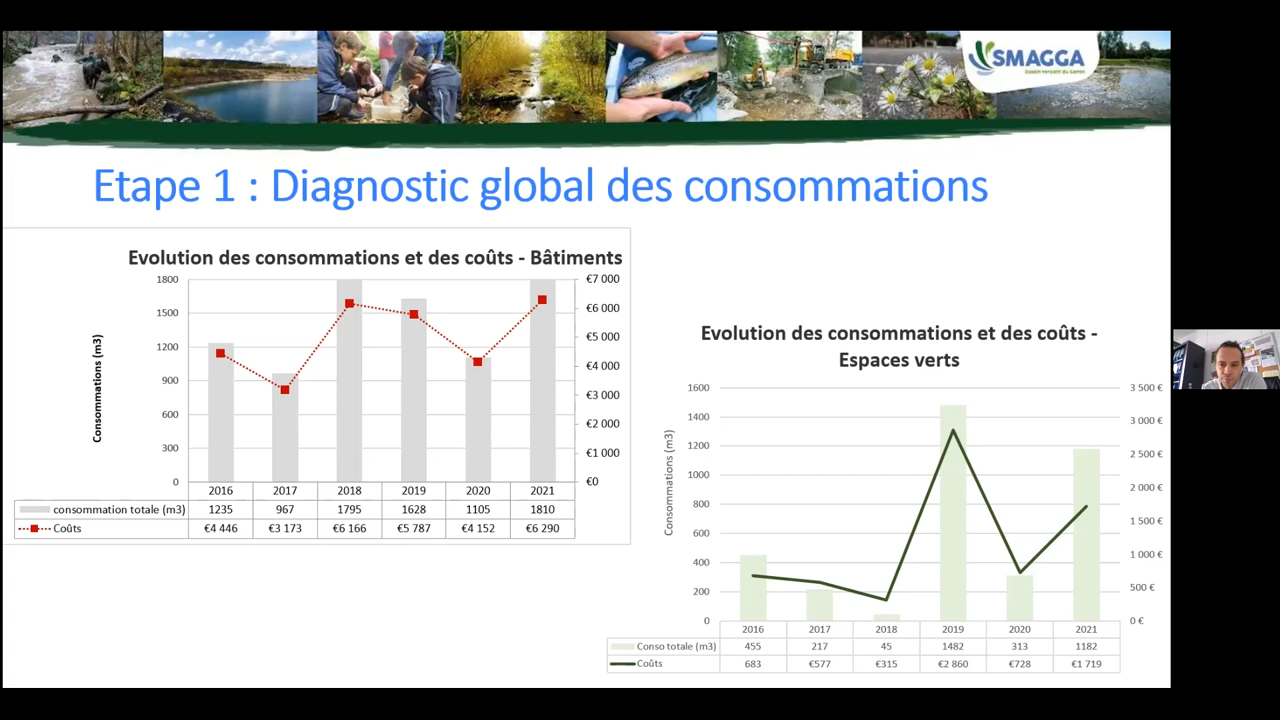 SMAGGA
Bassin versant du Garon
Etape 1 : Diagnostic global des consommations
Evolution des consommations et des coûts - Bâtiments
Consommations (m3)
1800
1500
1200
900
600
300
0
€7 000
€6 000
€5 000
€4 000
€3 000
€2 000
€1 000
€0
2016 2017 2018 2019 2020 2021
consommation totale (m3) 1235 967 1795 1628 1105 1810
Coûts €4 446 €3 173 €6 166 €5 787 €4 152 €6 290
Evolution des consommations et des coûts -
Espaces verts
Consommations (m3)
1600
1400
1200
1000
800
600
400
200
0
3 500 €
3 000 €
2 500 €
2 000 €
1 500 €
1 000 €
500 €
0 €
2016 2017 2018 2019 2020 2021
Conso totale (m3) 455 217 45 1482 313 1182
Coûts 683 €577 €315 €2 860 €728 €1 719